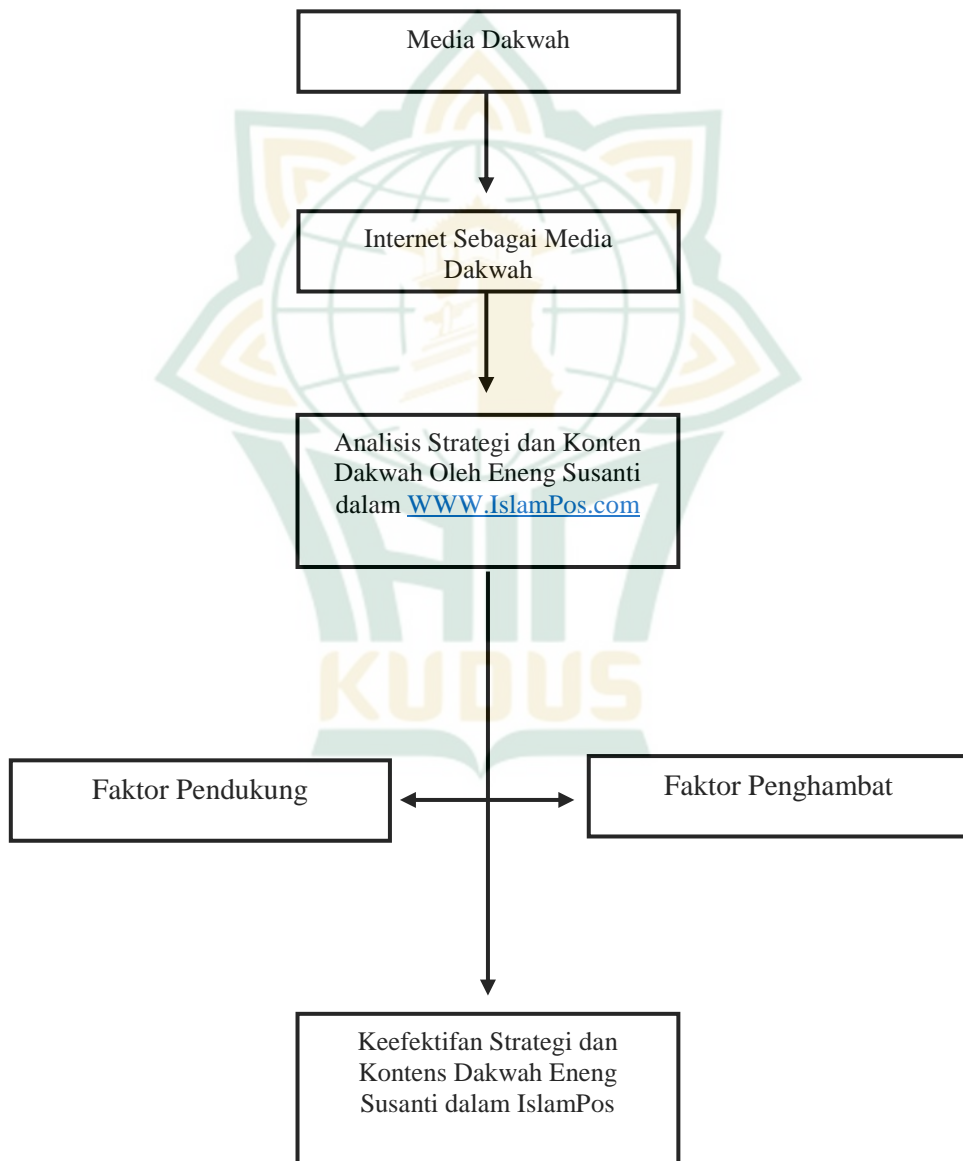 Media Dakwah
Internet Sebagai Media
Dakwah
Analisis Strategi dan Konten
Dakwah Oleh Eneng Susanti
dalam WWW.IslamPos.com
KUDUS
Faktor Pendukung
Faktor Penghambat
Keefektifan Strategi dan
Kontens Dakwah Eneng
Susanti dalam IslamPos